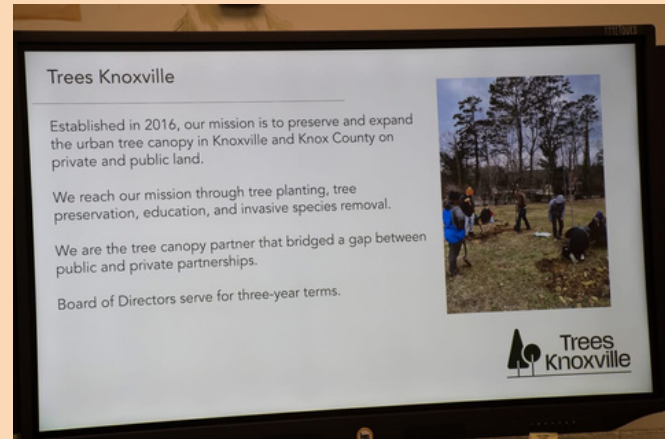 Trees Knoxville
Established in 2016, our mission is to preserve and expand
the urban tree canopy in Knoxville and Knox County on
private and public land.
We reach our mission through tree planting, tree
preservation, education, and invasive species removal.
We are the tree canopy partner that bridged a gap between
public and private partnerships.
Board of Directors serve for three-year terms.
Trees
Knoxville